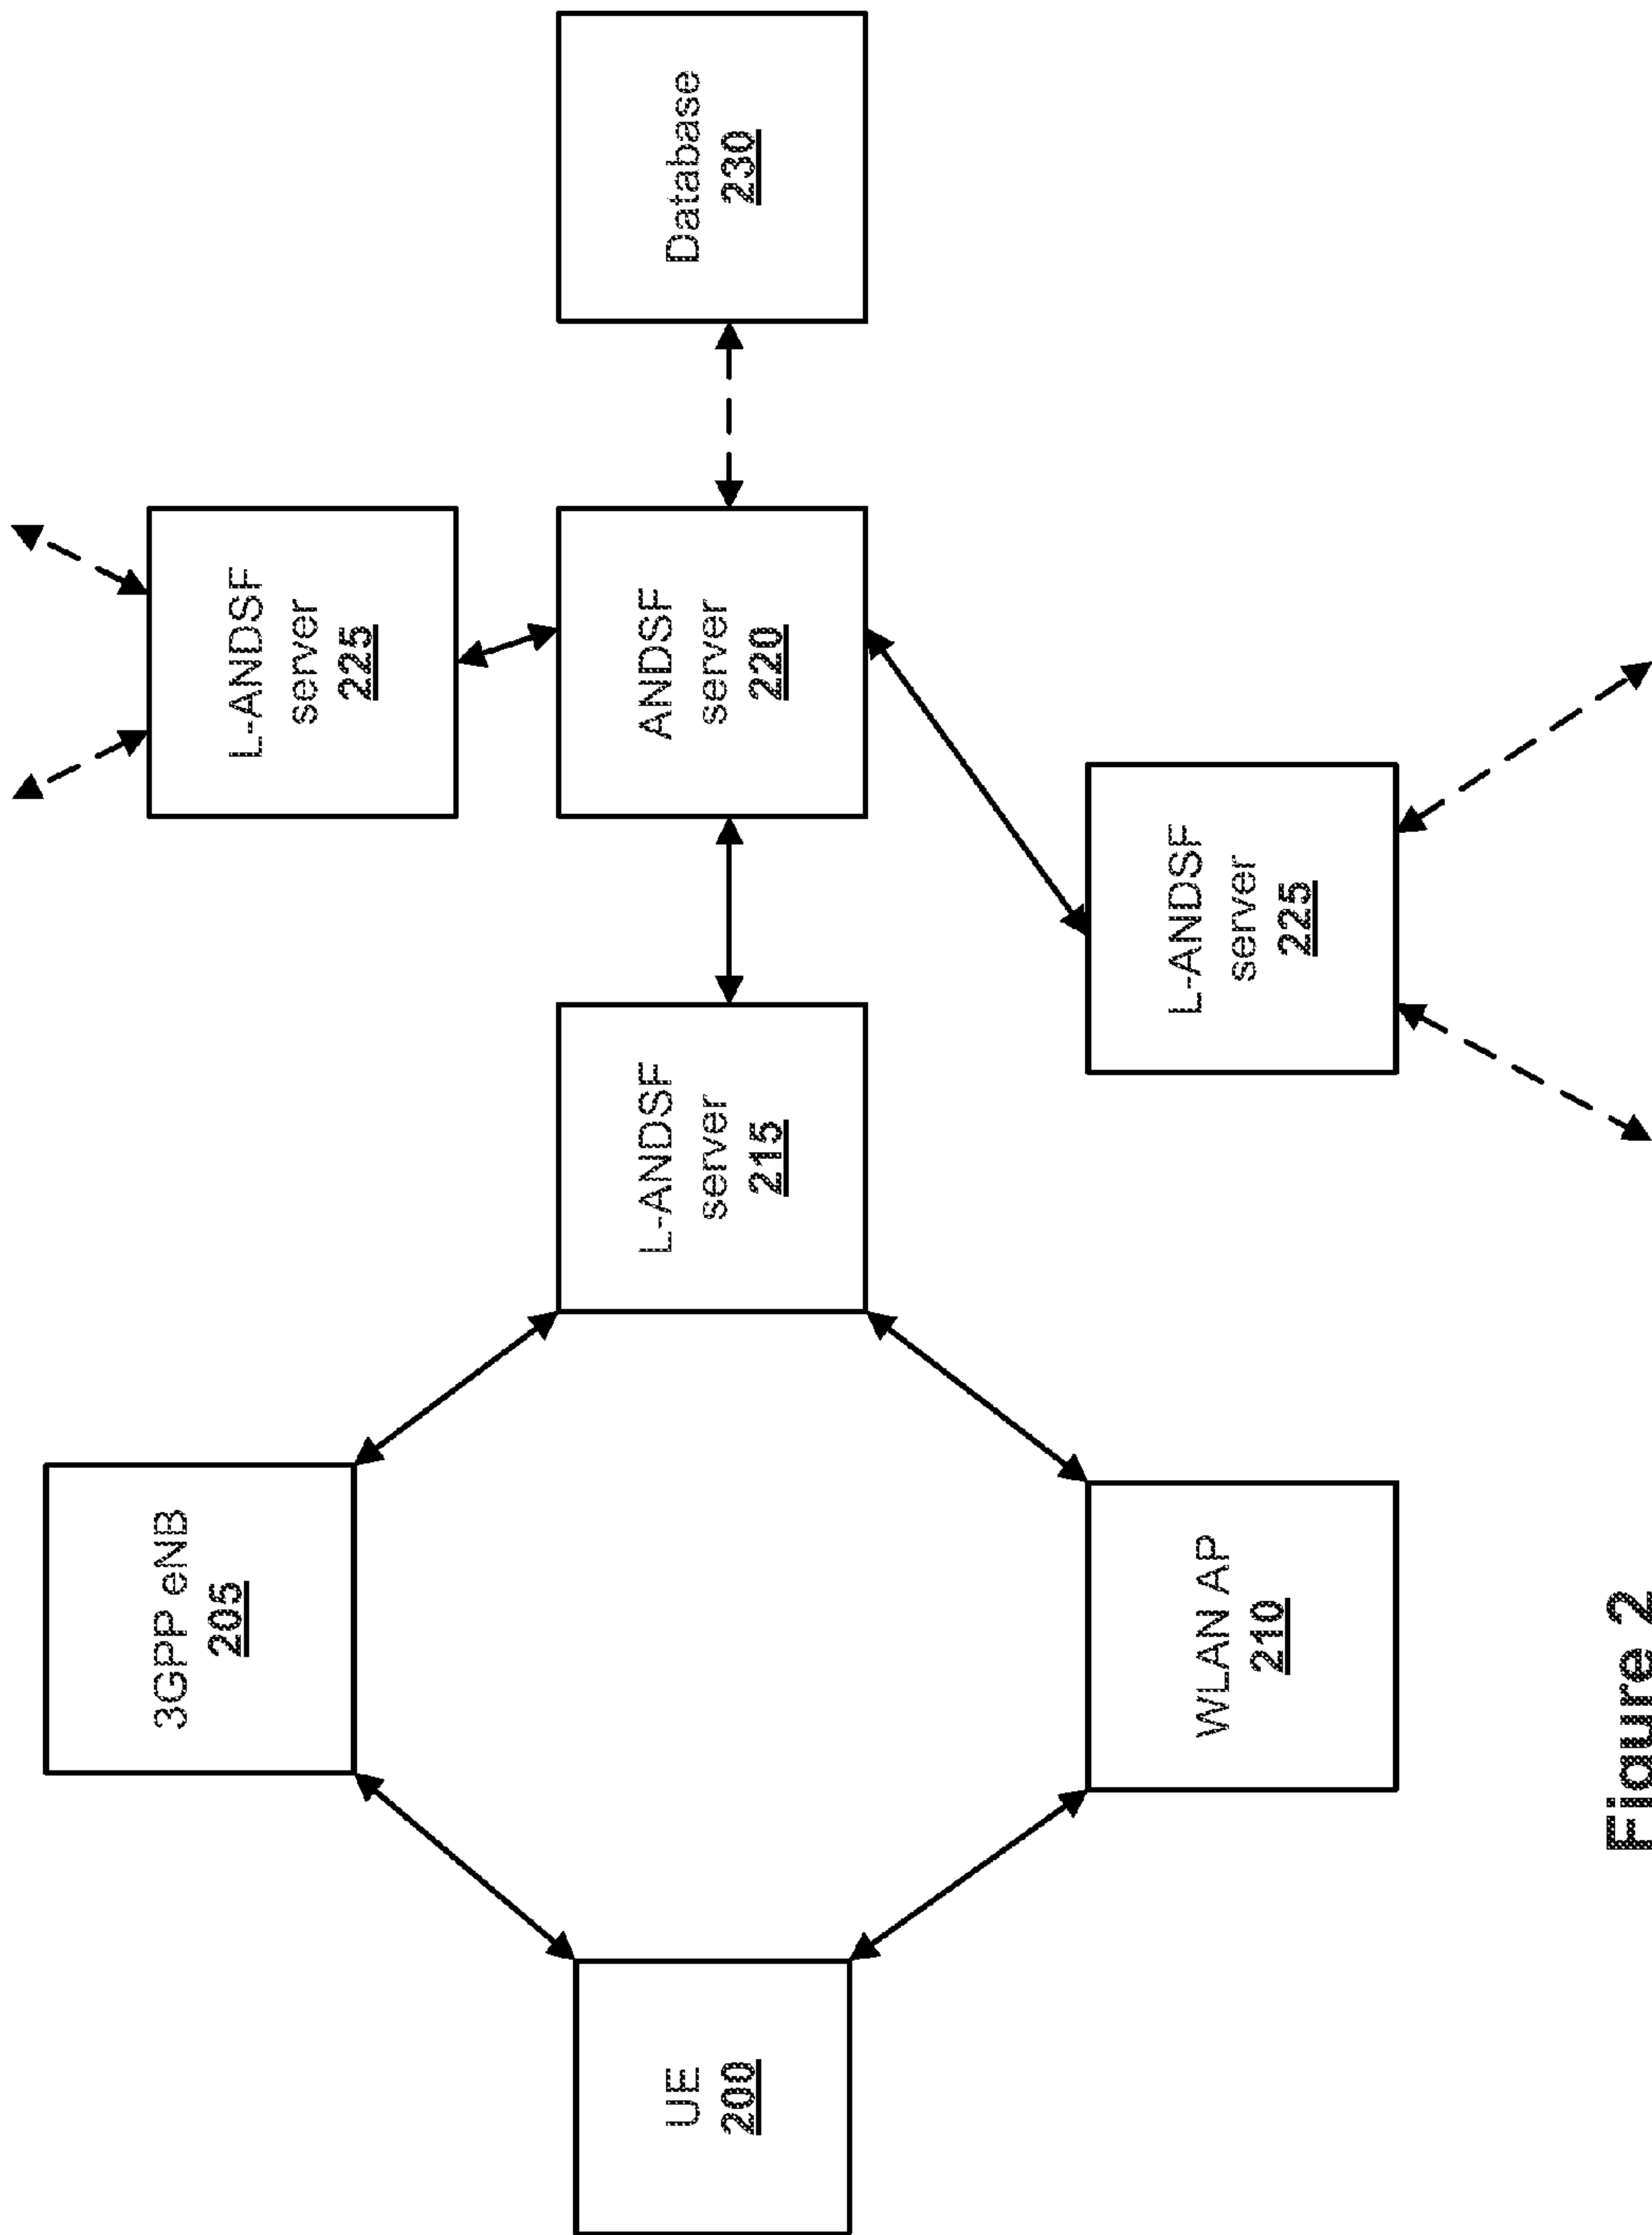 3GPP eNB
205
L-ANDSF
server
225
UE
200
L-ANDSF
server
215
ANDSF
server
220
Database
230
WLAN AP
210
L-ANDSF
server
225
Figure 2